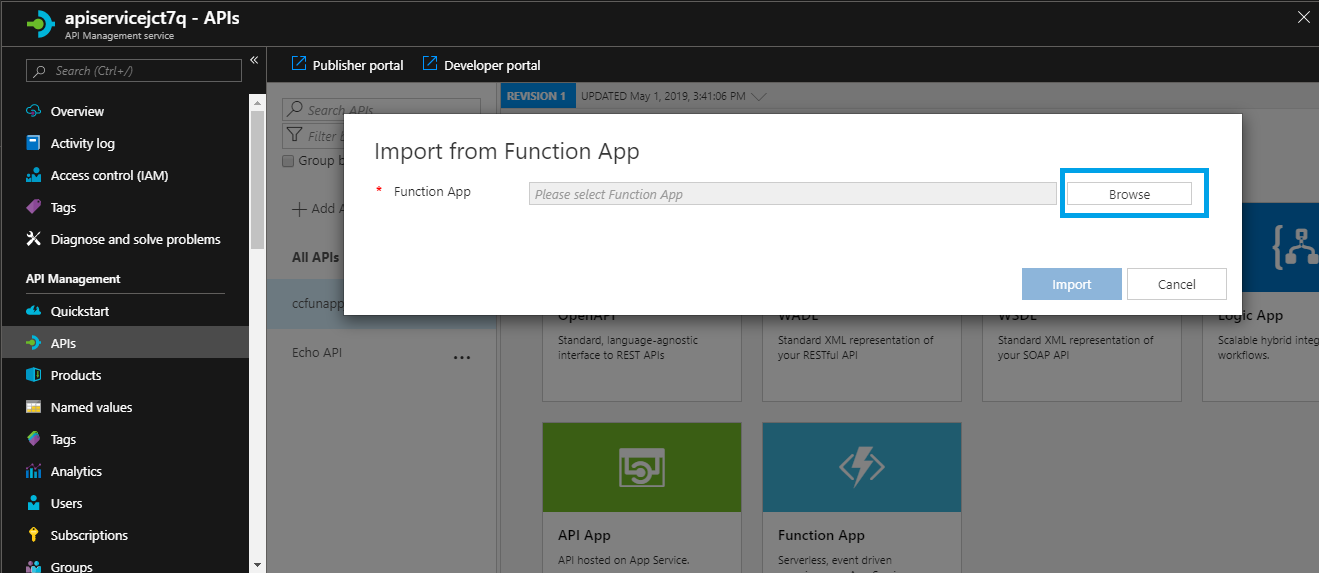 apiservicejct7q - APIs
API Management service
Search (Ctrl+/)
Overview
Activity log
Access control (IAM)
Tags
Diagnose and solve problems
API Management
Quickstart
APIs
Products
Named values
Tags
Analytics
Users
Subscriptions
Groups
Publisher portal
Developer portal
Search APIs
Filter
Group
Add
All APIs
ccfunapp
Echo API
REVISION 1 UPDATED May 1, 2019, 3:41:06 PM
Import from Function App
* Function App
Please select Function App
Browse
Import
Cancel
OpenAPI
Standard, language-agnostic
interface to REST APIs
WADL
Standard XML representation of
your RESTful API
WSDL
Standard XML representation of
your SOAP API
Logic App
Scalable hybrid
workflows.
API App
API hosted on App Service.
Function App
Serverless, event driven